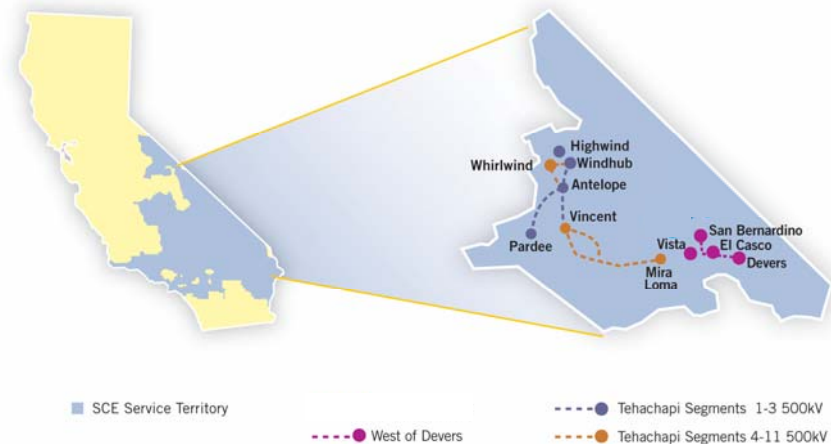 Highwind
Whirlwind
Windhub
Antelope
Vincent
Pardee
San Bernardino
Vista
El Casco
Devers
Mira
Loma
SCE Service Territory
Tehachapi Segments 1-3 500kV
West of Devers
Tehachapi Segments 4-11 500kV